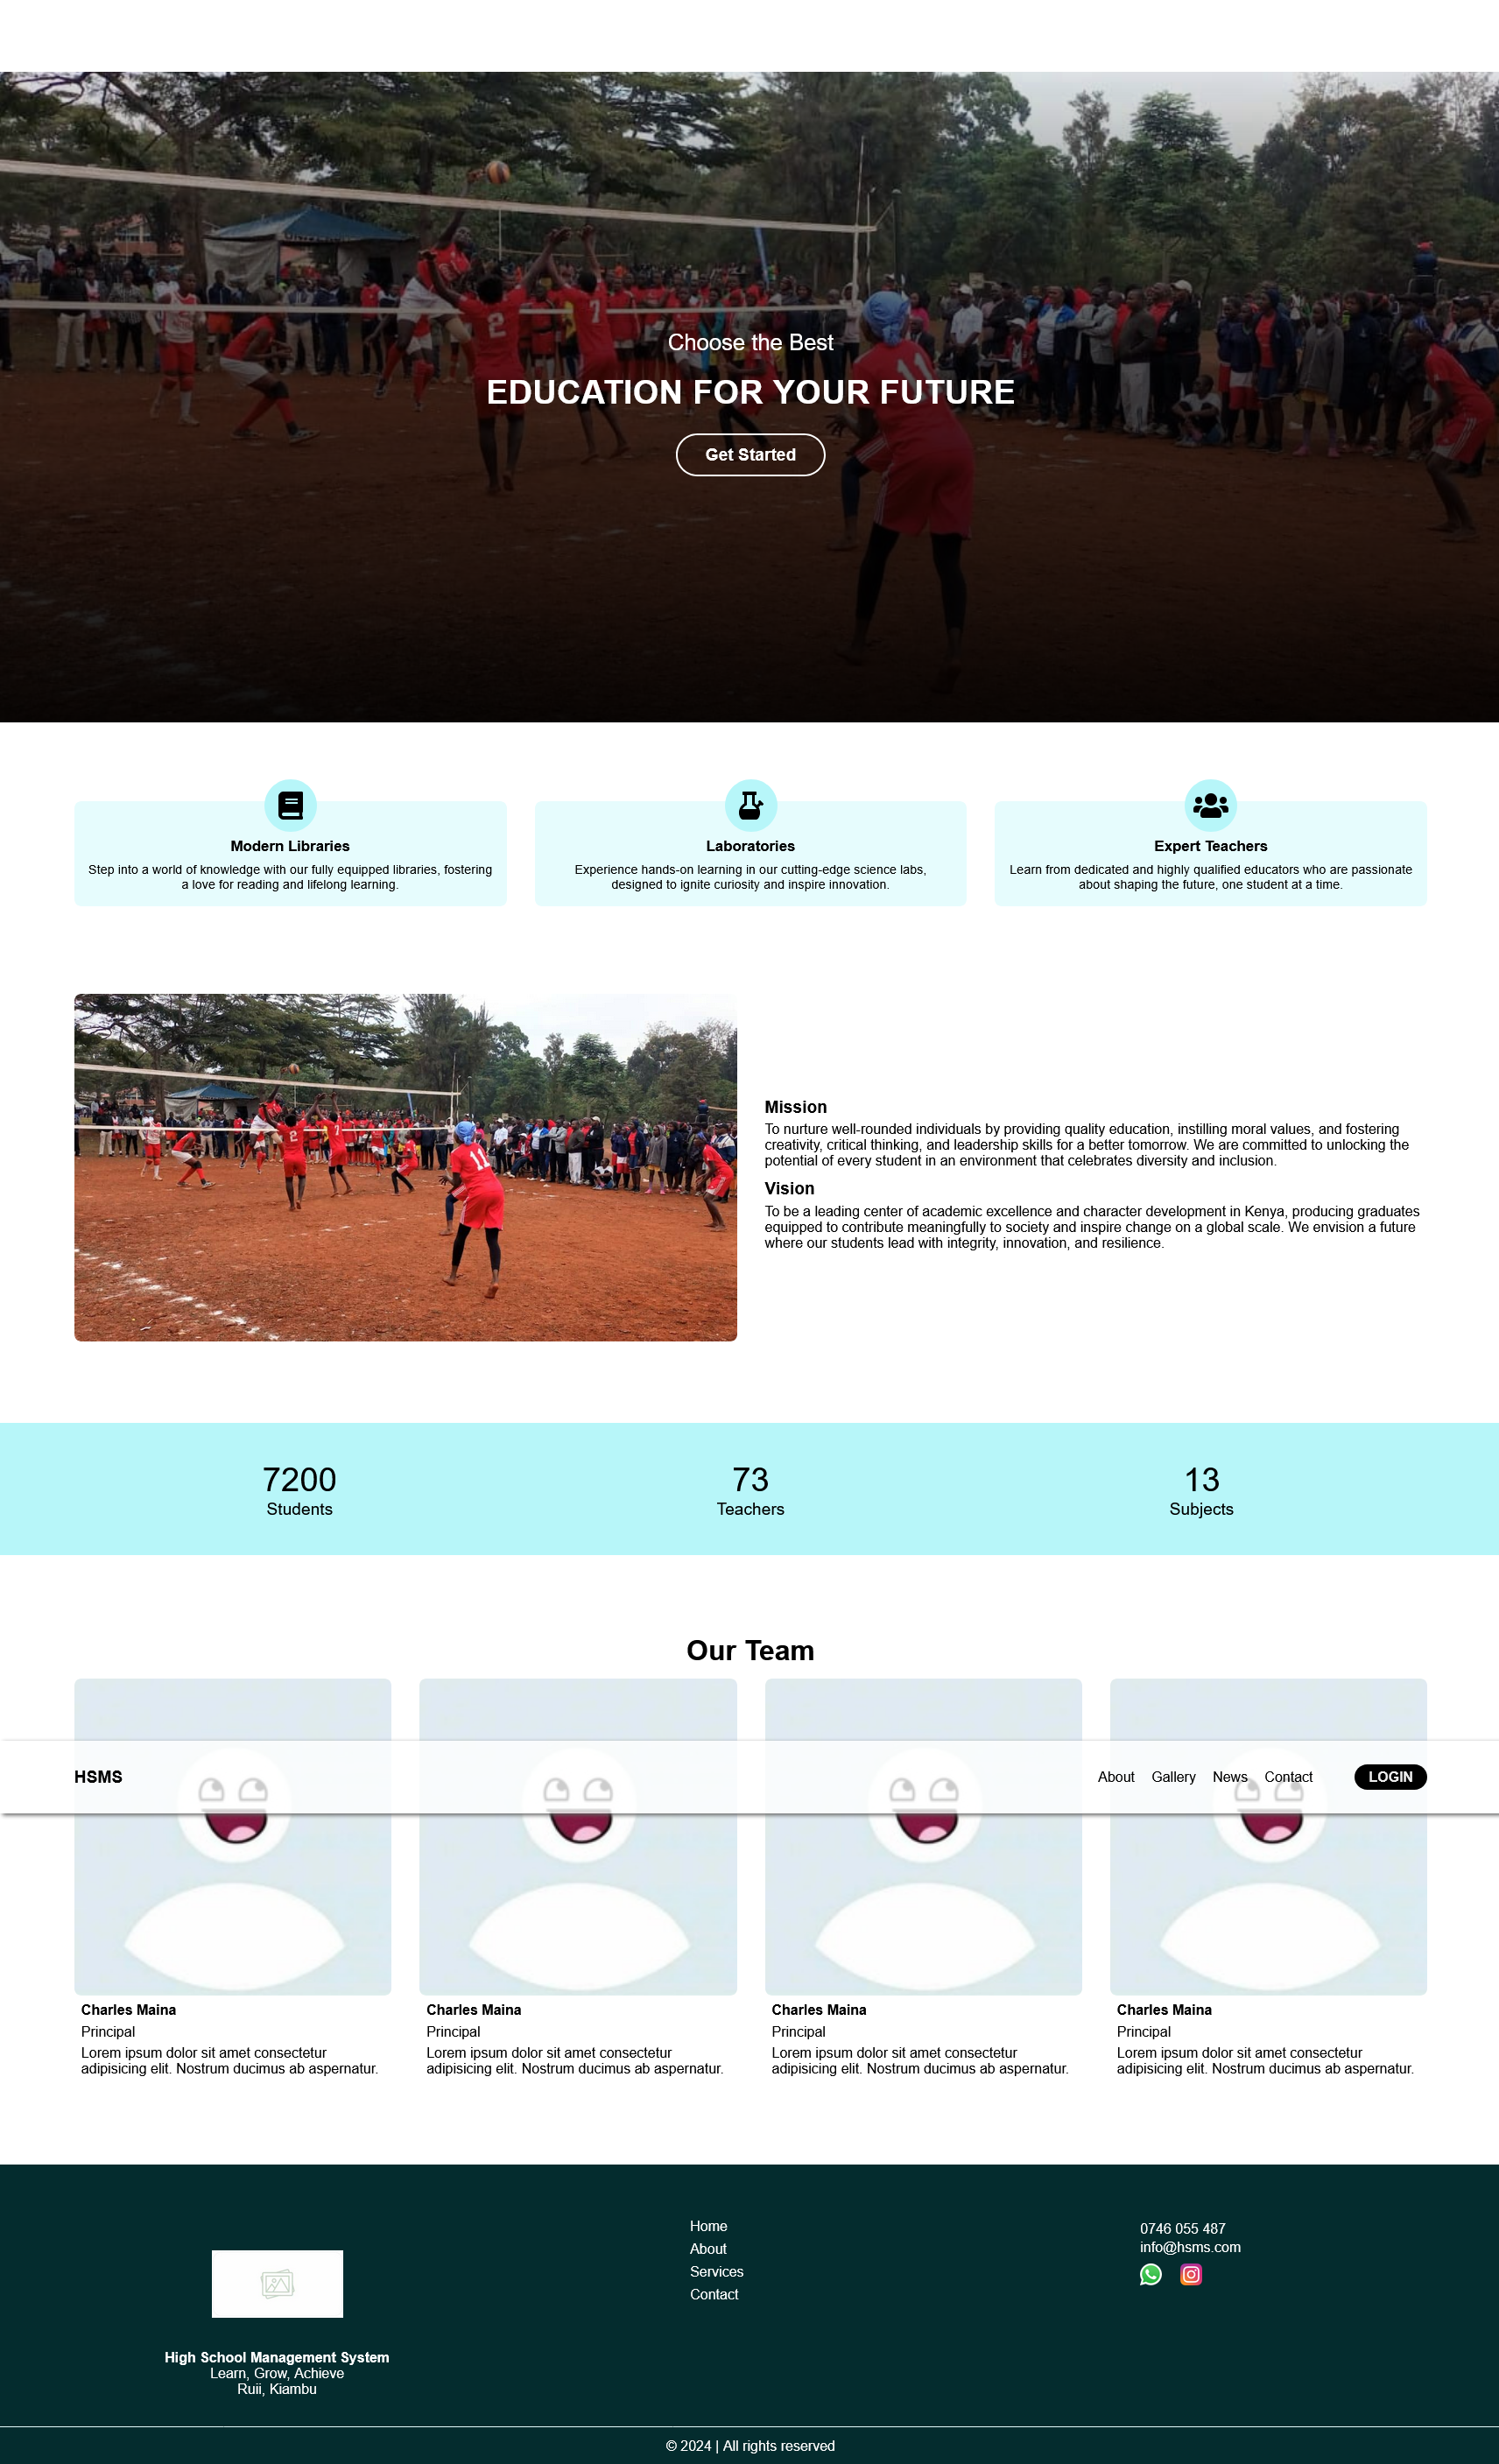 Choose the Best
EDUCATION FOR YOUR FUTURE
Get Started
Modern Libraries
Step into a world of knowledge with our fully equipped libraries, fostering
a love for reading and lifelong learning.
Laboratories
Experience hands-on learning in our cutting-edge science labs,
designed to ignite curiosity and inspire innovation.
Expert Teachers
Learn from dedicated and highly qualified educators who are passionate
about shaping the future, one student at a time.
2
7
11
Mission
To nurture well-rounded individuals by providing quality education, instilling moral values, and fostering
creativity, critical thinking, and leadership skills for a better tomorrow. We are committed to unlocking the
potential of every student in an environment that celebrates diversity and inclusion.
Vision
To be a leading center of academic excellence and character development in Kenya, producing graduates
equipped to contribute meaningfully to society and inspire change on a global scale. We envision a future
where our students lead with integrity, innovation, and resilience.
7200
Students
73
Teachers
13
Subjects
Our Team
HSMS
About Gallery News Contact LOGIN
Charles Maina
Principal
Lorem ipsum dolor sit amet consectetur
adipisicing elit. Nostrum ducimus ab aspernatur.
Charles Maina
Principal
Lorem ipsum dolor sit amet consectetur
adipisicing elit. Nostrum ducimus ab aspernatur.
Charles Maina
Principal
Lorem ipsum dolor sit amet consectetur
adipisicing elit. Nostrum ducimus ab aspernatur.
Charles Maina
Principal
Lorem ipsum dolor sit amet consectetur
adipisicing elit. Nostrum ducimus ab aspernatur.
High School Management System
Learn, Grow, Achieve
Ruii, Kiambu
Home
About
Services
Contact
0746 055 487
info@hsms.com
© 2024 | All rights reserved